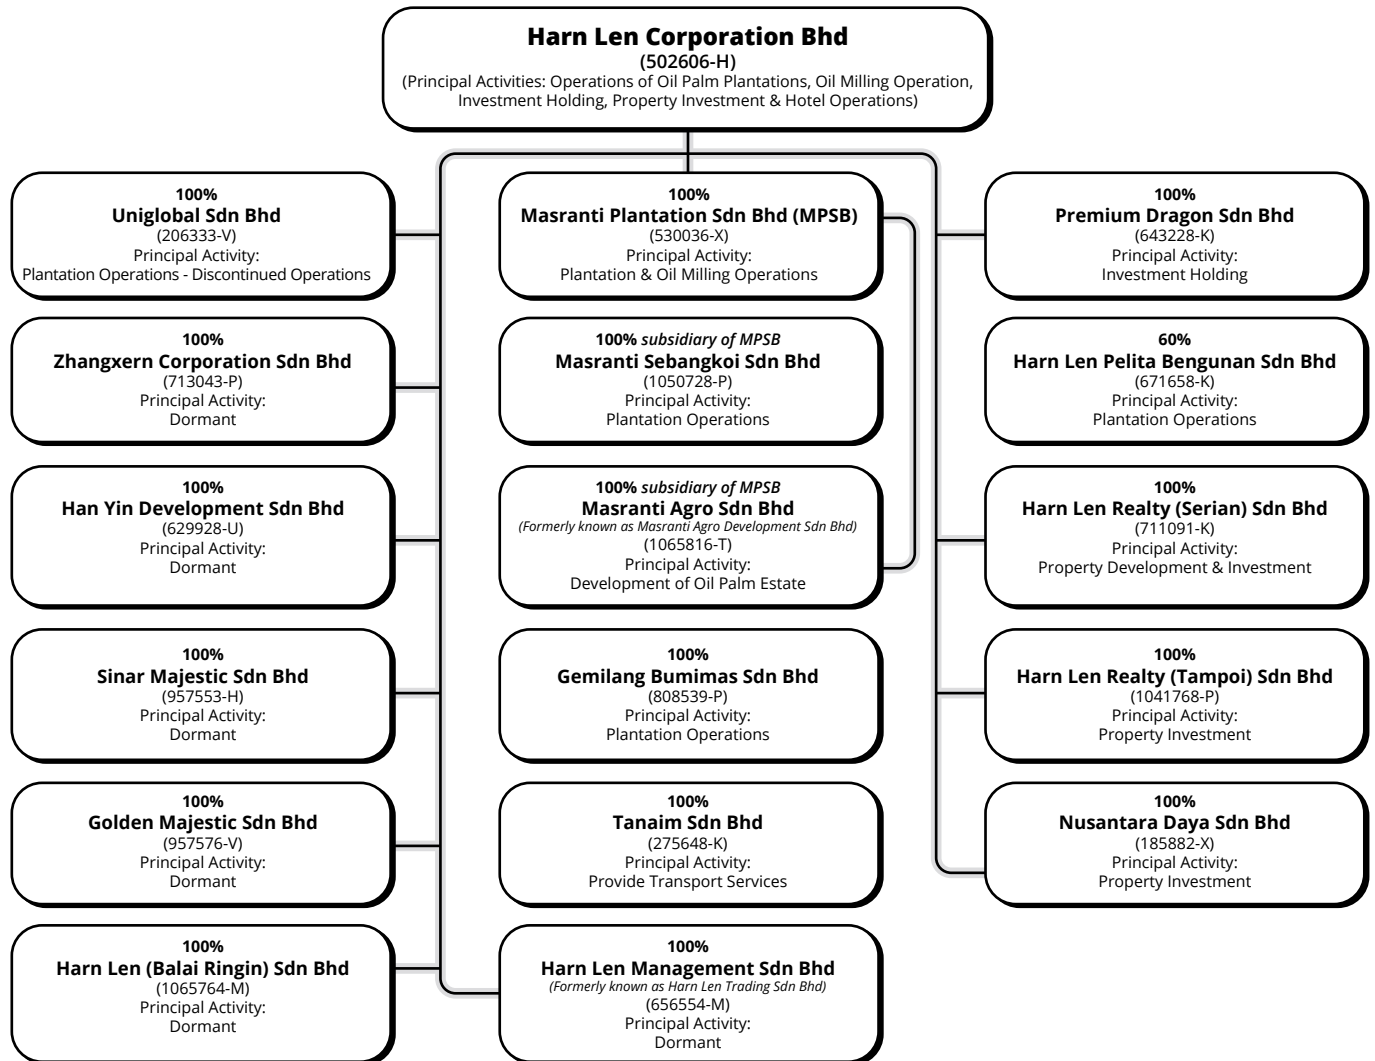 Harn Len Corporation Bhd
(502606-H)
(Principal Activities: Operations of Oil Palm Plantations, Oil Milling Operation,
Investment Holding, Property Investment & Hotel Operations)
100%
Uniglobal Sdn Bhd
(206333-V)
Principal Activity:
Plantation Operations - Discontinued Operations
100%
Zhangxern Corporation Sdn Bhd
(713043-P)
Principal Activity:
Dormant
100%
Han Yin Development Sdn Bhd
(629928-U)
Principal Activity:
Dormant
100%
Sinar Majestic Sdn Bhd
(957553-H)
Principal Activity:
Dormant
100%
Golden Majestic Sdn Bhd
(957576-V)
Principal Activity:
Dormant
100%
Harn Len (Balai Ringin) Sdn Bhd
(1065764-M)
Principal Activity:
Dormant
100%
Masranti Plantation Sdn Bhd (MPSB)
(530036-X)
Principal Activity:
Plantation & Oil Milling Operations
100% subsidiary of MPSB
Masranti Sebangkoi Sdn Bhd
(1050728-P)
Principal Activity:
Plantation Operations
100% subsidiary of MPSB
Masranti Agro Sdn Bhd
(Formerly known as Masranti Agro Development Sdn Bhd)
(1065816-T)
Principal Activity:
Development of Oil Palm Estate
100%
Gemilang Bumimas Sdn Bhd
(808539-P)
Principal Activity:
Plantation Operations
100%
Tanaim Sdn Bhd
(275648-K)
Principal Activity:
Provide Transport Services
100%
Harn Len Management Sdn Bhd
(Formerly known as Harn Len Trading Sdn Bhd)
(656554-M)
Principal Activity:
Dormant
100%
Premium Dragon Sdn Bhd
(643228-K)
Principal Activity:
Investment Holding
60%
Harn Len Pelita Bengunan Sdn Bhd
(671658-K)
Principal Activity:
Plantation Operations
100%
Harn Len Realty (Serian) Sdn Bhd
(711091-K)
Principal Activity:
Property Development & Investment
100%
Harn Len Realty (Tampoi) Sdn Bhd
(1041768-P)
Principal Activity:
Property Investment
100%
Nusantara Daya Sdn Bhd
(185882-X)
Principal Activity:
Property Investment